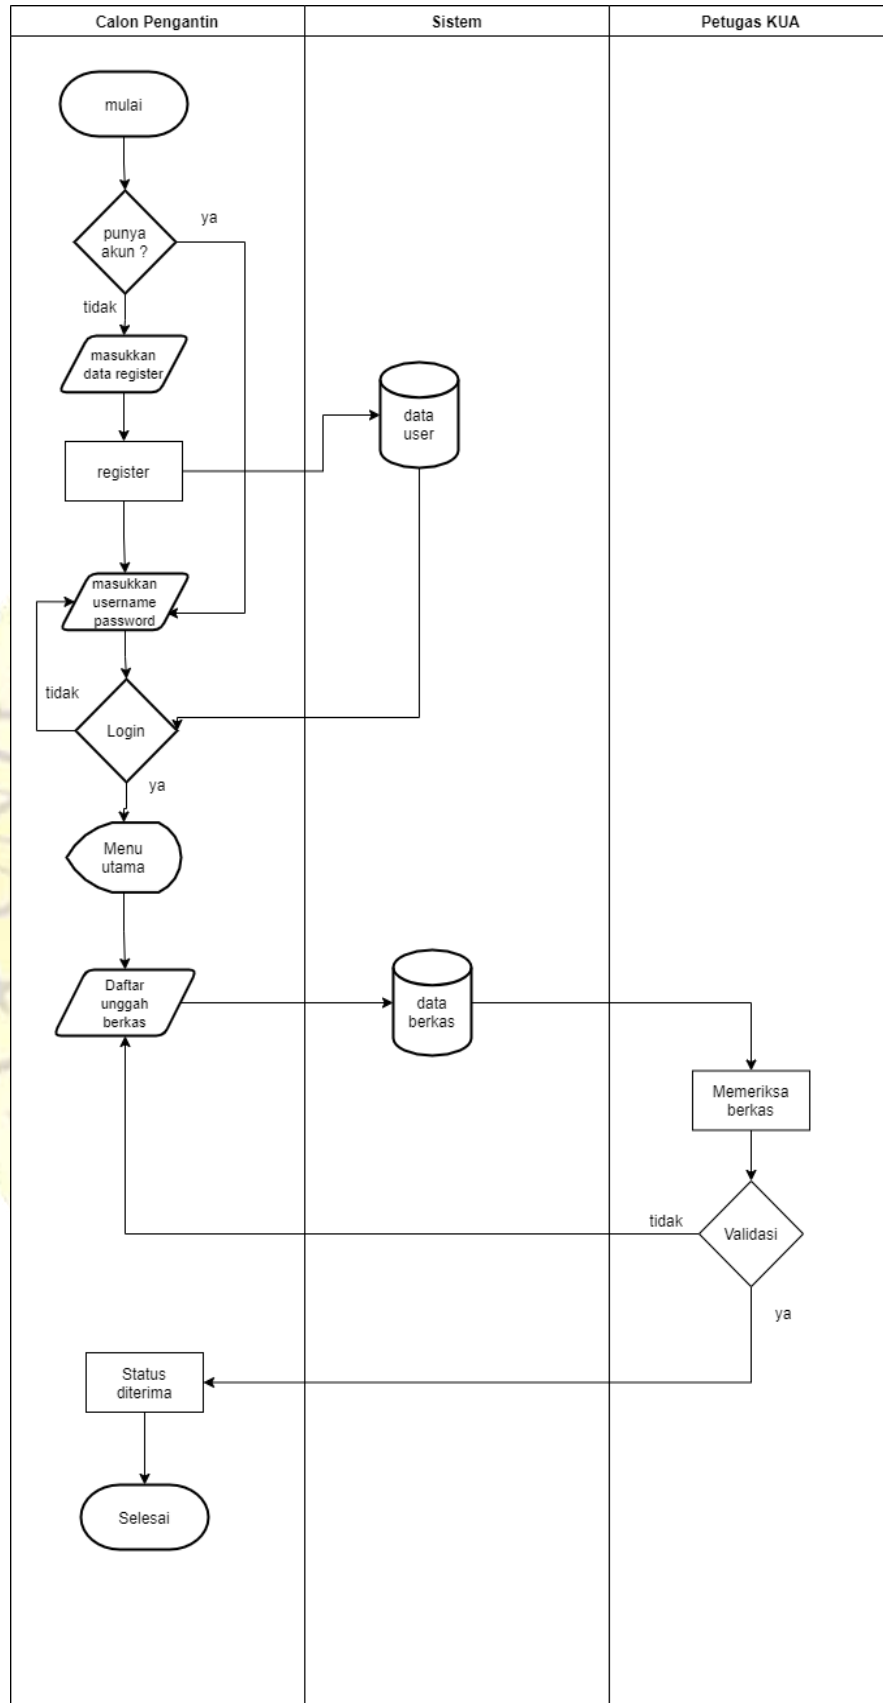 Calon Pengantin
Sistem
Petugas KUA
mulai
punya
akun ?
ya
tidak
masukkan
data register
data
user
register
masukkan
username
password
tidak
Login
ya
Menu
utama
Daftar
unggah
berkas
data
berkas
Memeriksa
berkas
tidak
Validasi
ya
Status
diterima
Selesai